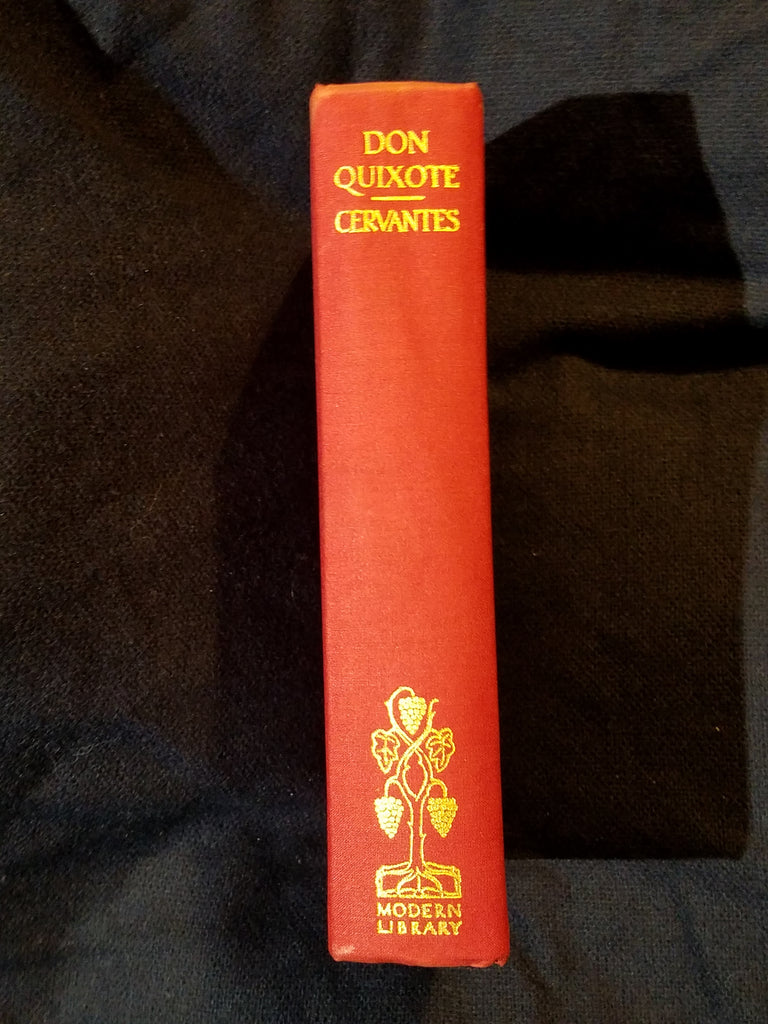 DON
QUIXOTE
CERVANTES
MODERN
LIBRARY